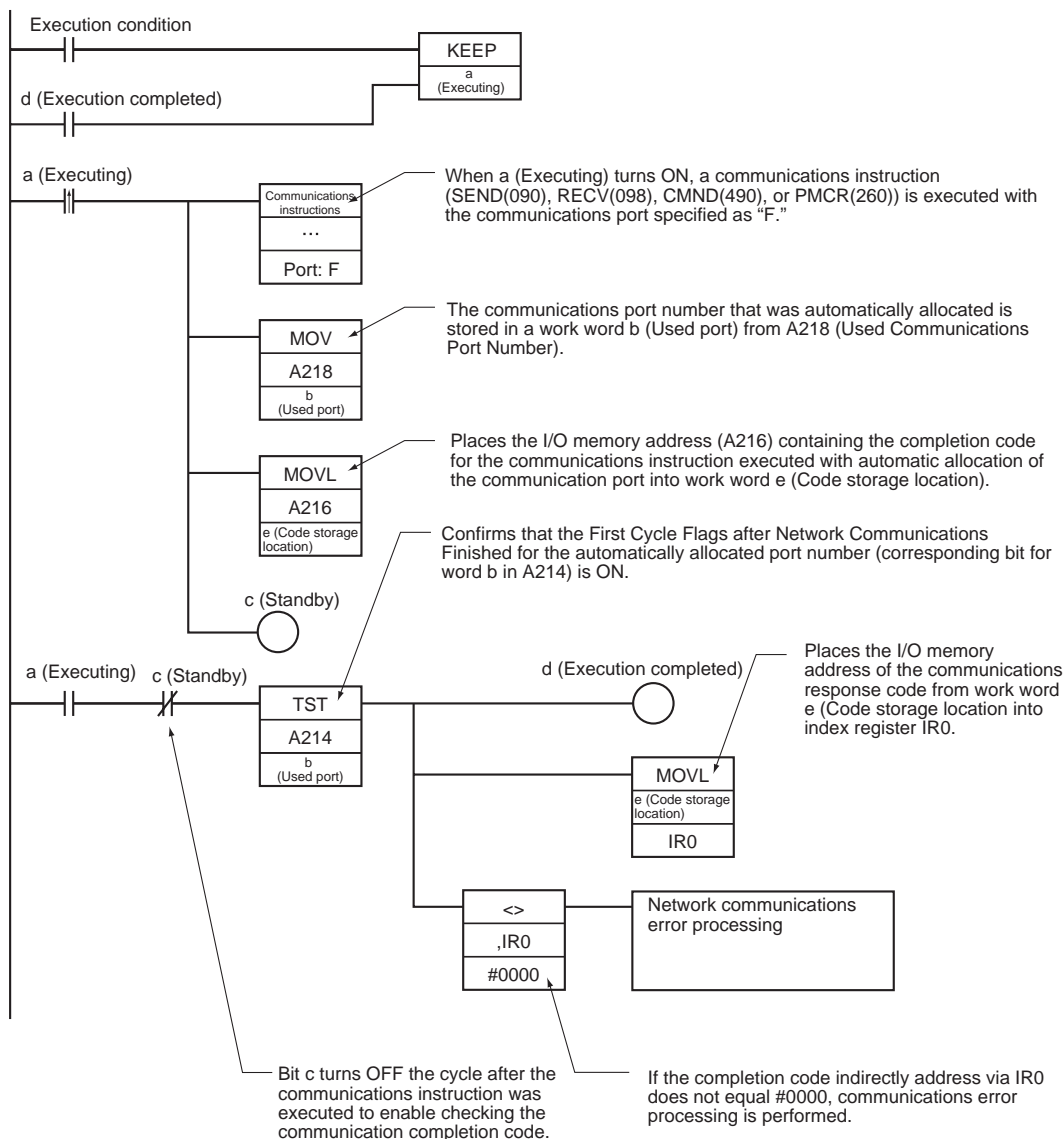 Execution condition
KEEP
a
(Executing)
d (Execution completed)
a (Executing)
Communications
instructions
...
Port: F
When a (Executing) turns ON, a communications instruction
(SEND(090), RECV(098), CMND(490), or PMCR(260)) is executed with
the communications port specified as “F.”
MOV
A218
b
(Used port)
The communications port number that was automatically allocated is
stored in a work word b (Used port) from A218 (Used Communications
Port Number).
MOVL
A216
e (Code storage
location)
Places the I/O memory address (A216) containing the completion code
for the communications instruction executed with automatic allocation of
the communication port into work word e (Code storage location).
Confirms that the First Cycle Flags after Network Communications
Finished for the automatically allocated port number (corresponding bit for
word b in A214) is ON.
c (Standby)
a (Executing)
c (Standby)
TST
A214
b
(Used port)
d (Execution completed)
Places the I/O memory
address of the communications
response code from work word
e (Code storage location into
index register IR0.
MOVL
e (Code storage
location)
IR0
<>
,IR0
#0000
Network communications
error processing
Bit c turns OFF the cycle after the
communications instruction was
executed to enable checking the
communication completion code.
If the completion code indirectly address via IR0
does not equal #0000, communications error
processing is performed.